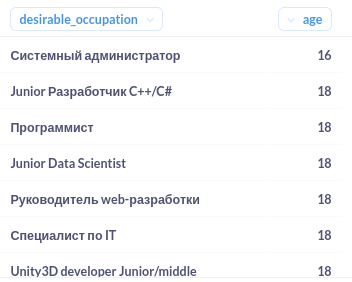 desirable_occupation age
Системный администратор 16
Junior Разработчик C++/C# 18
Программист 18
Junior Data Scientist 18
Руководитель web-разработки 18
Специалист по IT 18
Unity3D developer Junior/middle 18